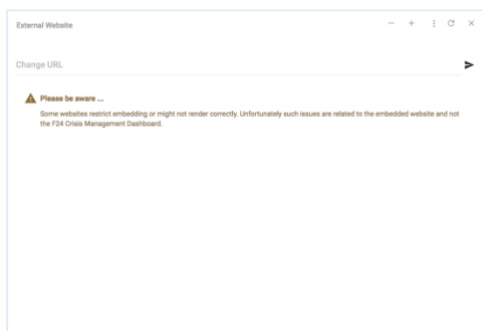 External Website
Change URL
Please be aware ...
Some websites restrict embedding or might not render correctly. Unfortunately such issues are related to the embedded website and not
the F24 Crisis Management Dashboard.